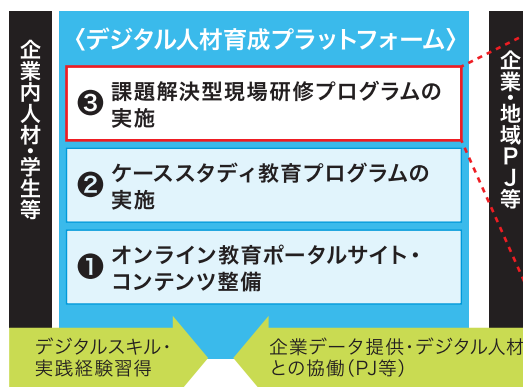 〈デジタル人材育成プラットフォーム〉
企業内人材・学生等
❸ 課題解決型現場研修プログラムの
実施
❷ ケーススタディ教育プログラムの
実施
❶ オンライン教育ポータルサイト・
コンテンツ整備
企業・地域PJ等
デジタルスキル・
実践経験習得
企業データ提供・デジタル人材
との協働（PJ等）